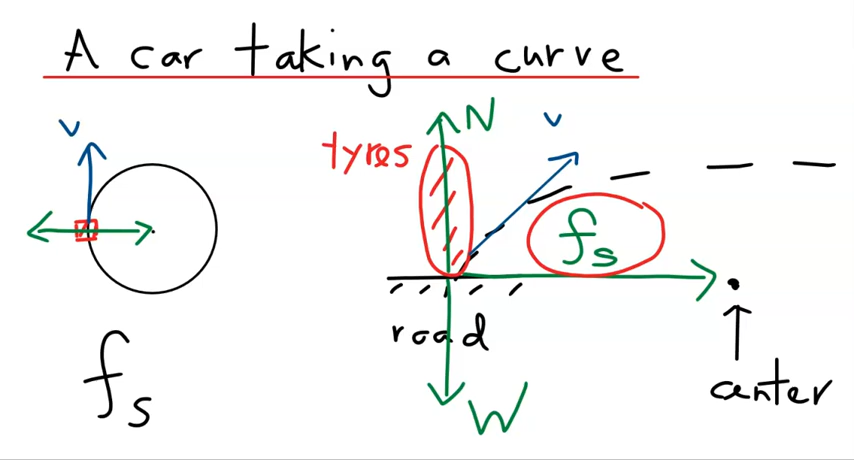 A car taking a curve
v
fs
tyres
N
v
fs
road
W
center